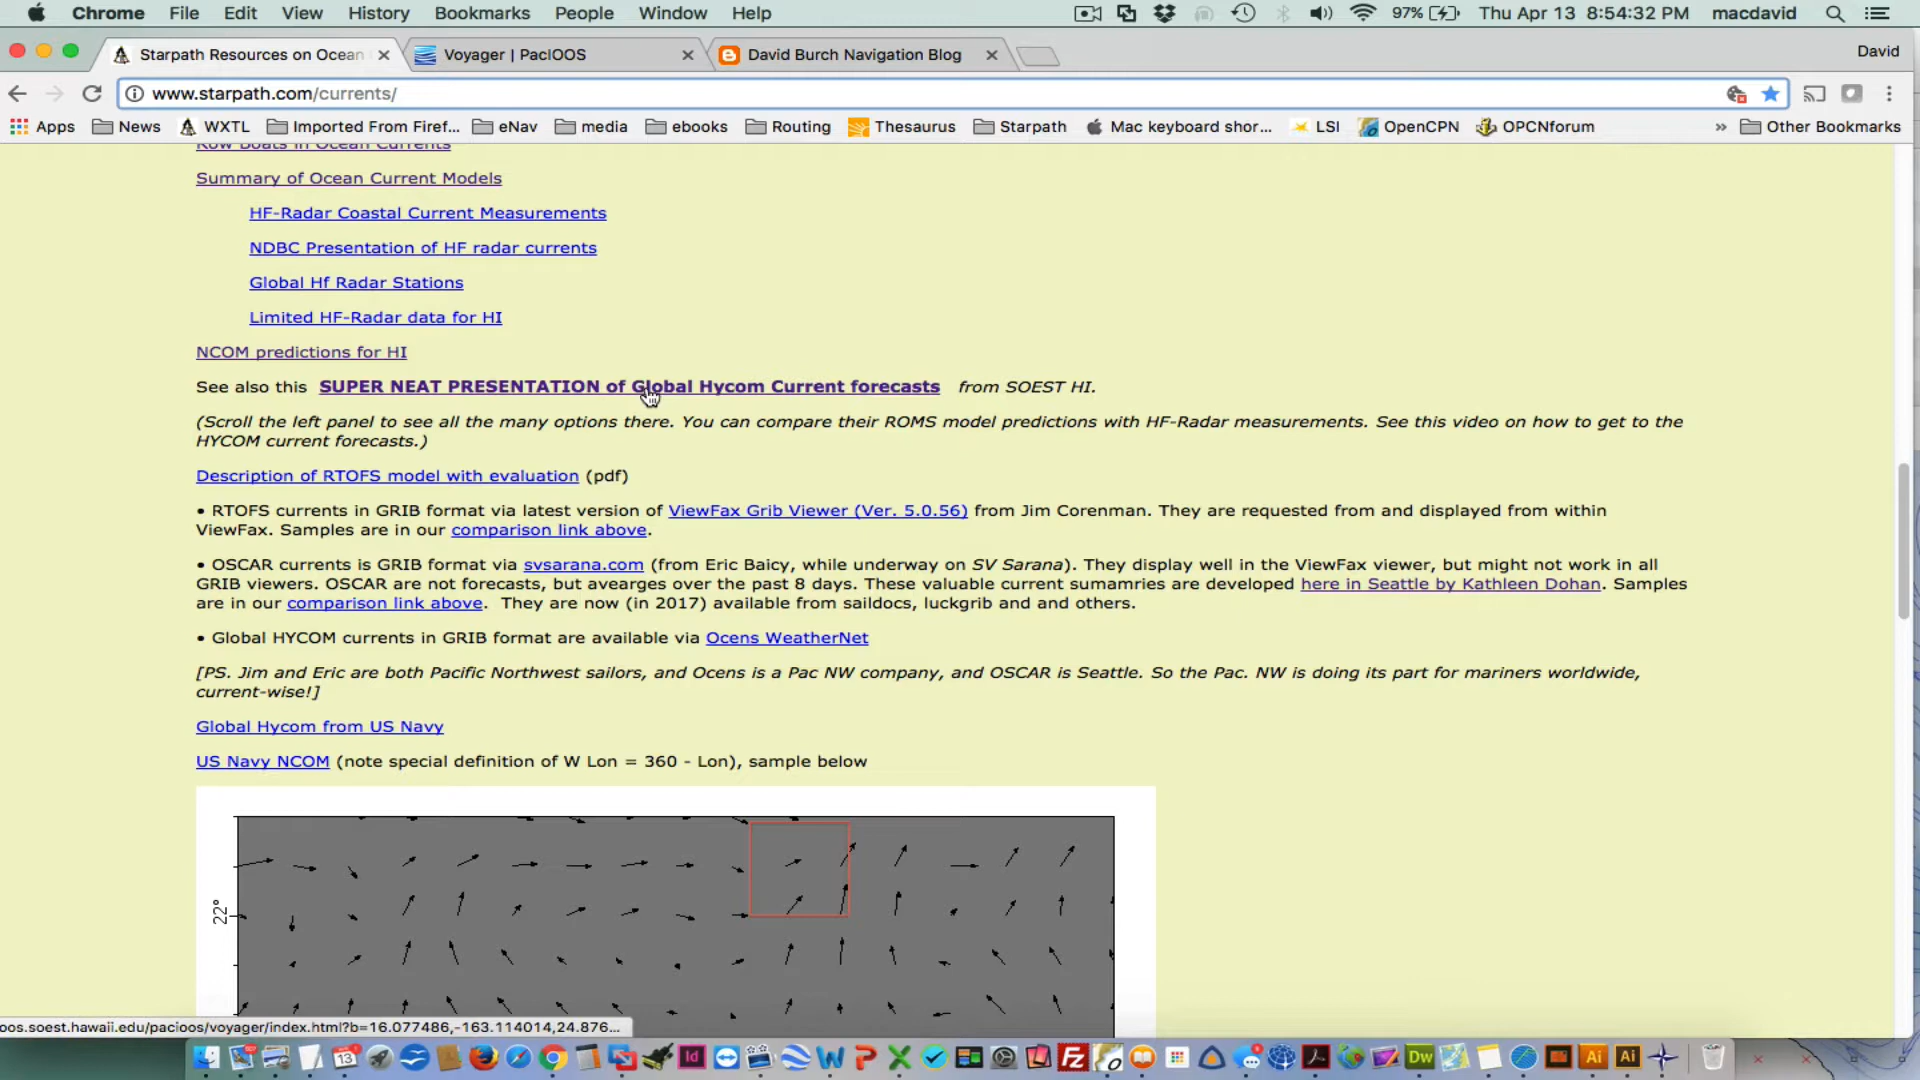 Chrome File Edit View History Bookmarks People Window Help 97% Thu Apr 13 8:54:32 PM macdavid
Starpath Resources on Ocean Voyager | PacIOOS David Burch Navigation Blog David
www.starpath.com/currents/
Apps News WXTL Imported From Firef... eNav media ebooks Routing Thesaurus Starpath Mac keyboard shor... LSI OpenCPN OPCNforum » Other Bookmarks
Row Boats in Ocean Currents
Summary of Ocean Current Models
HF-Radar Coastal Current Measurements
NDBC Presentation of HF radar currents
Global Hf Radar Stations
Limited HF-Radar data for HI
NCOM predictions for HI
See also this SUPER NEAT PRESENTATION of Global Hycom Current forecasts from SOEST HI.
(Scroll the left panel to see all the many options there. You can compare their ROMS model predictions with HF-Radar measurements. See this video on how to get to the
HYCOM current forecasts.)
Description of RTOFS model with evaluation (pdf)
• RTOFS currents in GRIB format via latest version of ViewFax Grib Viewer (Ver. 5.0.56) from Jim Corenman. They are requested from and displayed from within
ViewFax. Samples are in our comparison link above.
• OSCAR currents is GRIB format via svsarana.com (from Eric Baicy, while underway on SV Sarana). They display well in the ViewFax viewer, but might not work in all
GRIB viewers. OSCAR are not forecasts, but avearges over the past 8 days. These valuable current sumamries are developed here in Seattle by Kathleen Dohan. Samples
are in our comparison link above. They are now (in 2017) available from saildocs, luckgrib and and others.
• Global HYCOM currents in GRIB format are available via Ocens WeatherNet
[PS. Jim and Eric are both Pacific Northwest sailors, and Ocens is a Pac NW company, and OSCAR is Seattle. So the Pac. NW is doing its part for mariners worldwide,
current-wise!]
Global Hycom from US Navy
US Navy NCOM (note special definition of W Lon = 360 - Lon), sample below
22°
oos.soest.hawaii.edu/pacioos/voyager/index.html?b=16.077486,-163.114014,24.876...
13 Id W P X Fz Dw Ai Ai